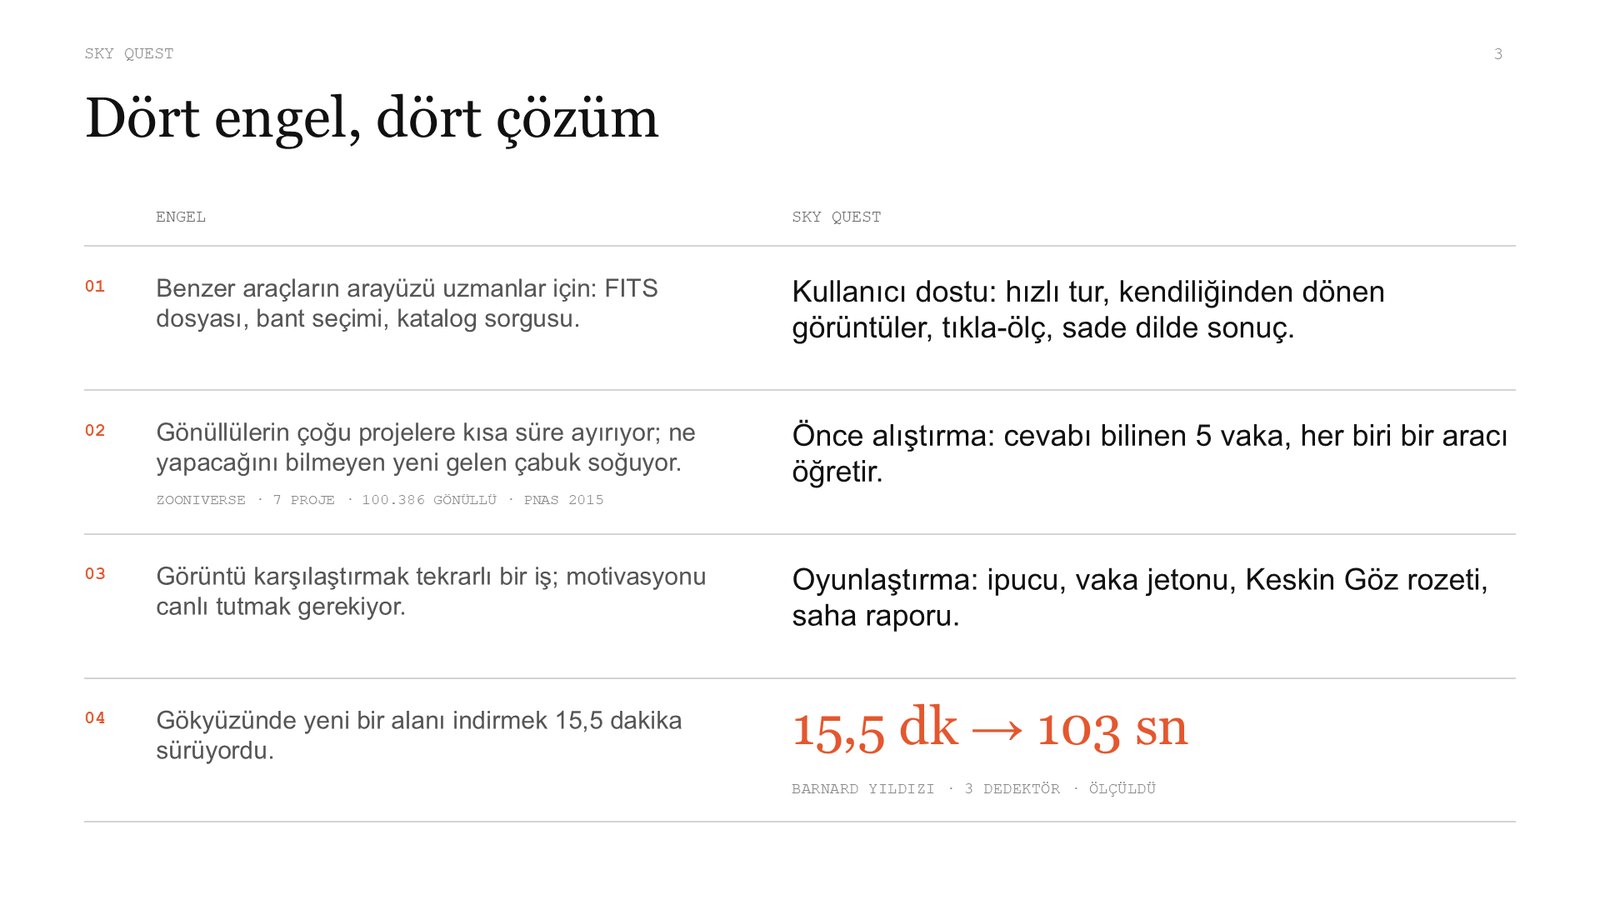 SKY QUEST
3
Dört engel, dört çözüm
ENGEL
SKY QUEST
01
Benzer araçların arayüzü uzmanlar için: FITS
dosyası, bant seçimi, katalog sorgusu.
Kullanıcı dostu: hızlı tur, kendiliğinden dönen
görüntüler, tıkla-ölç, sade dilde sonuç.
02
Gönüllülerin çoğu projelere kısa süre ayırıyor; ne
yapacağını bilmeyen yeni gelen çabuk soğuyor.
ZOONIVERSE · 7 PROJE · 100.386 GÖNÜLLÜ · PNAS 2015
Önce alıştırma: cevabı bilinen 5 vaka, her biri bir aracı
öğretir.
03
Görüntü karşılaştırmak tekrarlı bir iş; motivasyonu
canlı tutmak gerekiyor.
Oyunlaştırma: ipucu, vaka jetonu, Keskin Göz rozeti,
saha raporu.
04
Gökyüzünde yeni bir alanı indirmek 15,5 dakika
sürüyordu.
15,5 dk → 103 sn
BARNARD YILDIZI · 3 DEDEKTÖR · ÖLÇÜLDÜ